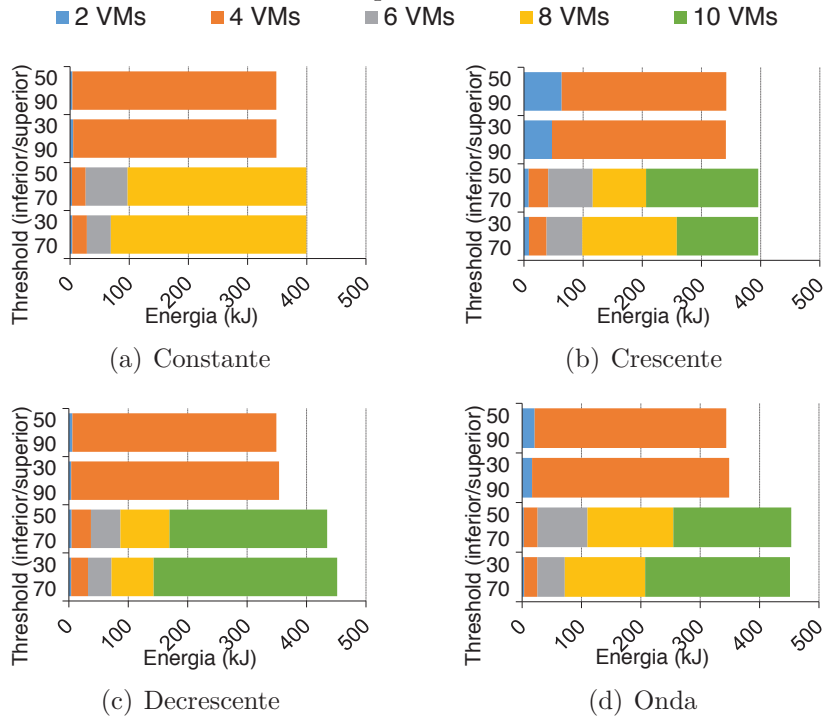 2 VMs 4 VMs 6 VMs 8 VMs 10 VMs
Threshold (inferior/superior)
50
90
30
90
50
70
30
70
0 100 200 300 400 500
Energia (kJ)
(a) Constante
Threshold (inferior/superior)
50
90
30
90
50
70
30
70
0 100 200 300 400 500
Energia (kJ)
(b) Crescente
Threshold (inferior/superior)
50
90
30
90
50
70
30
70
0 100 200 300 400 500
Energia (kJ)
(c) Decrescente
Threshold (inferior/superior)
50
90
30
90
50
70
30
70
0 100 200 300 400 500
Energia (kJ)
(d) Onda